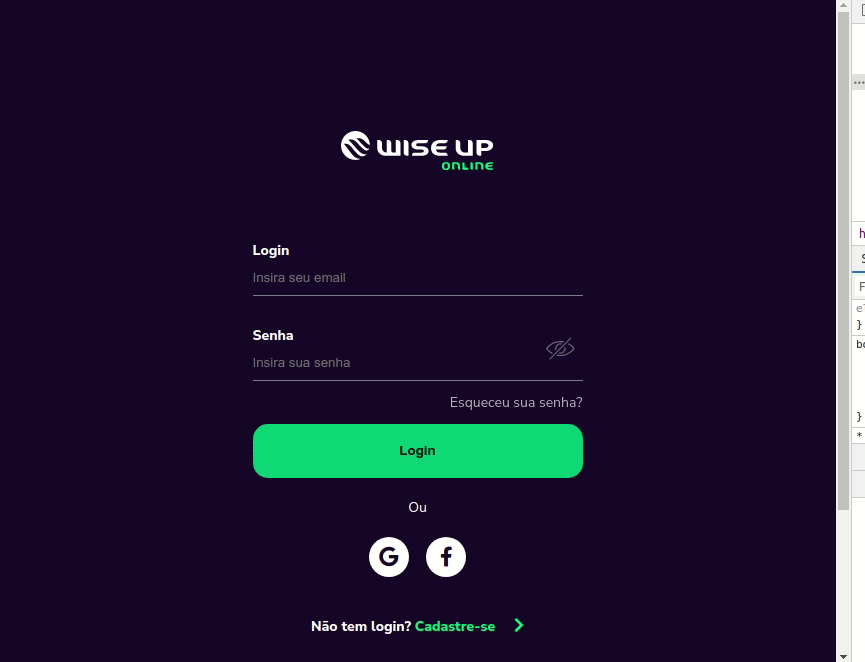 WISE UP
ONLINE
Login
Insira seu email
Senha
Insira sua senha
Esqueceu sua senha?
Login
Ou
G f
Não tem login? Cadastre-se